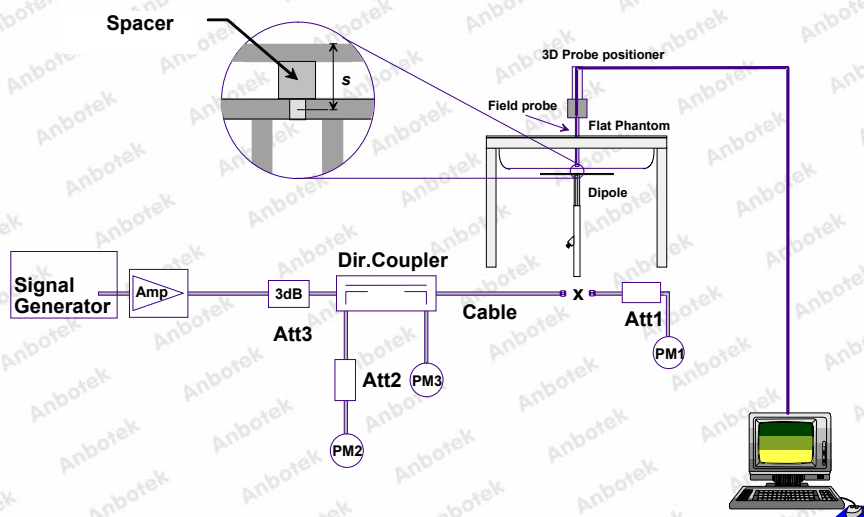 Spacer
s
3D Probe positioner
Field probe
Flat Phantom
Dipole
Signal
Generator
Amp
3dB
Att3
Dir.Coupler
Cable
x
Att1
PM1
Att2
PM3
PM2
Anbotek